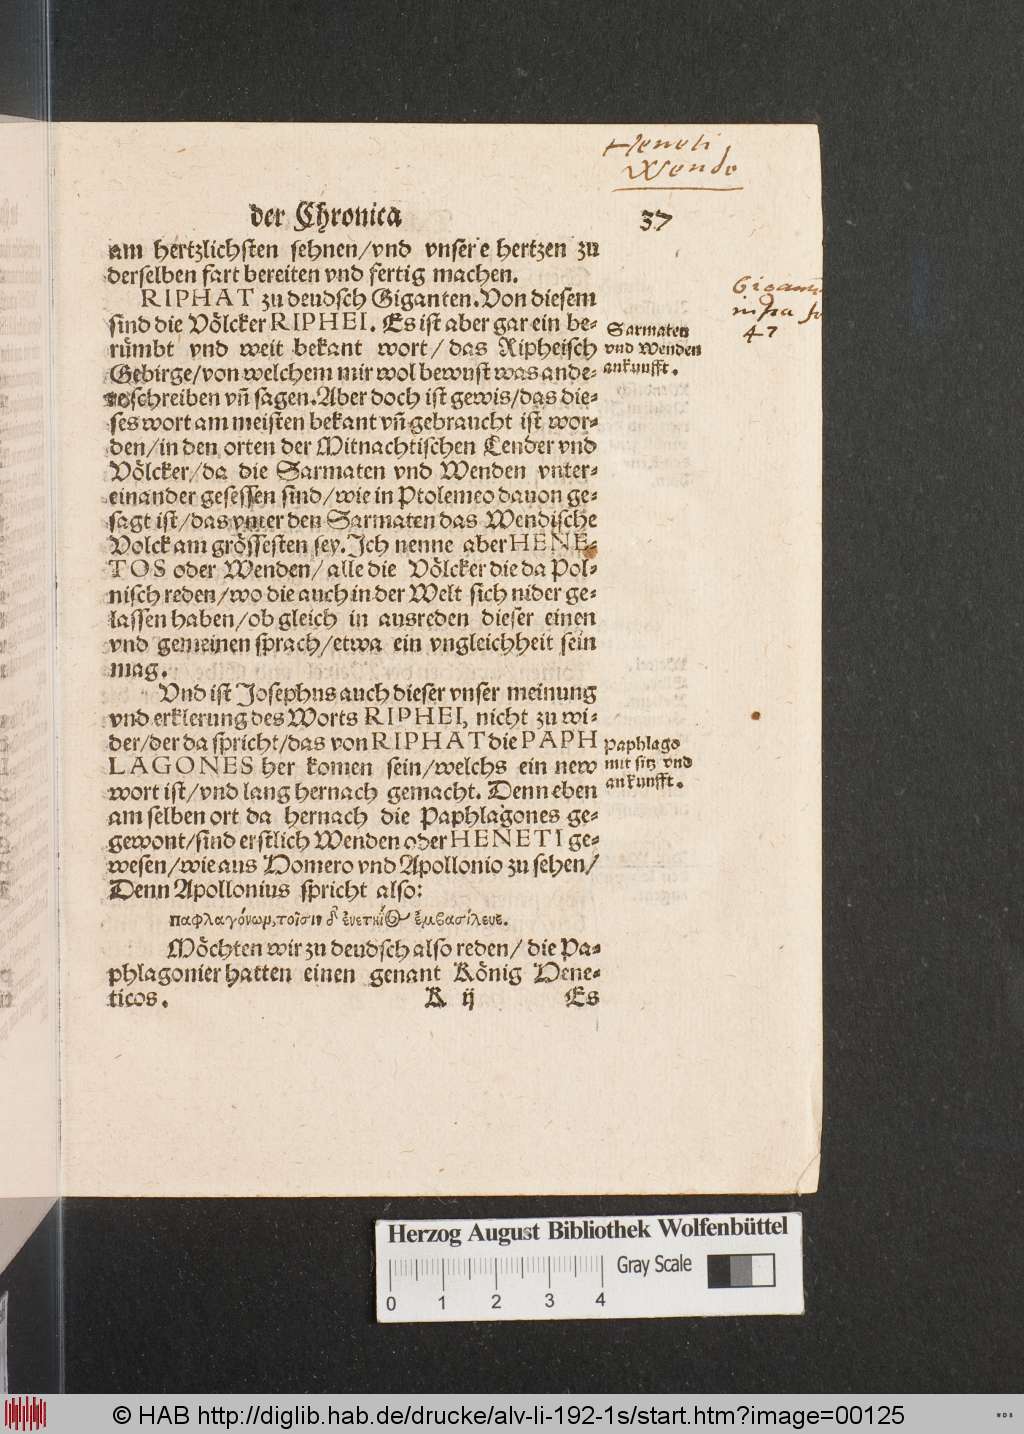 Heneti
Wende
der Chronica 37
am hertzlichsten sehnen/vnd vnsere hertzen zu
derselben fart bereiten vnd fertig machen.
RIPHAT zu deudsch Giganten. Von diesem
sind die Völcker RIPHEI. Es ist aber gar ein be-
rümbt vnd weit bekant wort/ das Ripheisch
Gebirge/von welchem mir wol bewust was ande-
re schreiben vñ sagen. Aber doch ist gewis/das die-
ses wort am meisten bekant vñ gebraucht ist wor-
den/in den orten der Mitnachtischen Lender vnd
Völcker/da die Sarmaten vnd Wenden vnter-
einander gesessen sind/wie in Ptolemeo dauon ge-
sagt ist/das vnter den Sarmaten das Wendische
Volck am grössesten sey. Ich nenne aber HENE-
TOS oder Wenden/ alle die Völcker die da Pol-
nisch reden/wo die auch in der Welt sich nider ge-
lassen haben/ob gleich in ausreden dieser einen
vnd gemeinen sprach/etwa ein vngleichheit sein
mag.
Sarmaten
vnd Wenden
ankunfft.
infra
47
Vnd ist Josephus auch dieser vnser meinung
vnd erklerung des Worts RIPHEI, nicht zu wi-
der/der da spricht/das von RIPHAT die PAPH
LAGONES her komen sein/welchs ein new
wort ist/vnd lang hernach gemacht. Denn eben
am selben ort da hernach die Paphlagones ge-
gewont/sind erstlich Wenden oder HENETI ge-
wesen/wie aus Homero vnd Apollonio zu sehen/
Denn Apollonius spricht also:
Paphlago
nut sitz vnd
ankunfft.
παφλαγόνων, τοῖσιν δ' ἐνετήϊος ἐμβασίλευε.
Möchten wir zu deudsch also reden/ die Pa-
phlagonier hatten einen genant König Hene-
ticos. K ij Es
Herzog August Bibliothek Wolfenbüttel
Gray Scale
0 1 2 3 4
© HAB http://diglib.hab.de/drucke/alv-li-192-1s/start.htm?image=00125